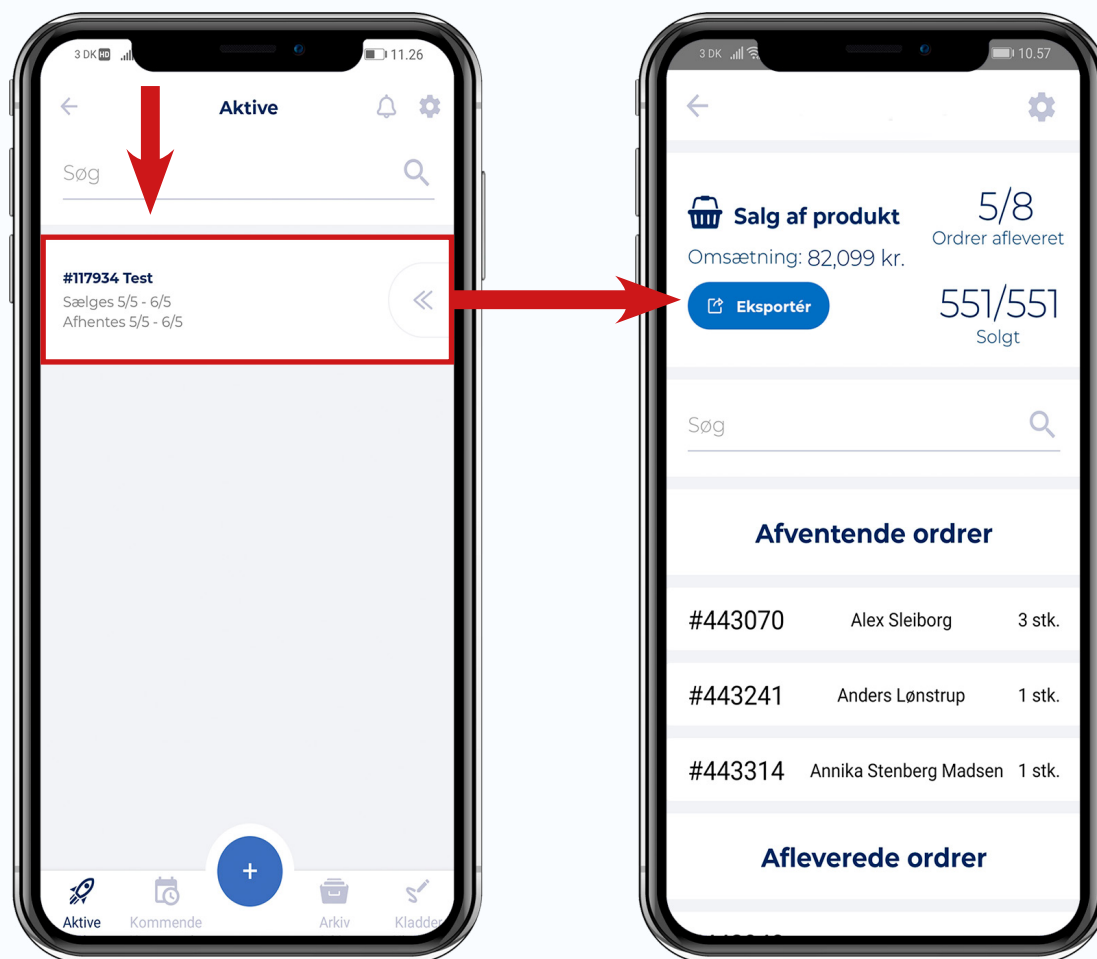 3 DK HD 11.26
Aktive
Søg
#117934 Test
Sælges 5/5 - 6/5
Afhentes 5/5 - 6/5
+
Aktive Kommende Arkiv Kladder
3 DK 10.57
Salg af produkt
Omsætning: 82,099 kr.
Eksportér
5/8
Ordrer afleveret
551/551
Solgt
Søg
Afventende ordrer
#443070 Alex Sleiborg 3 stk.
#443241 Anders Lønstrup 1 stk.
#443314 Annika Stenberg Madsen 1 stk.
Afleverede ordrer